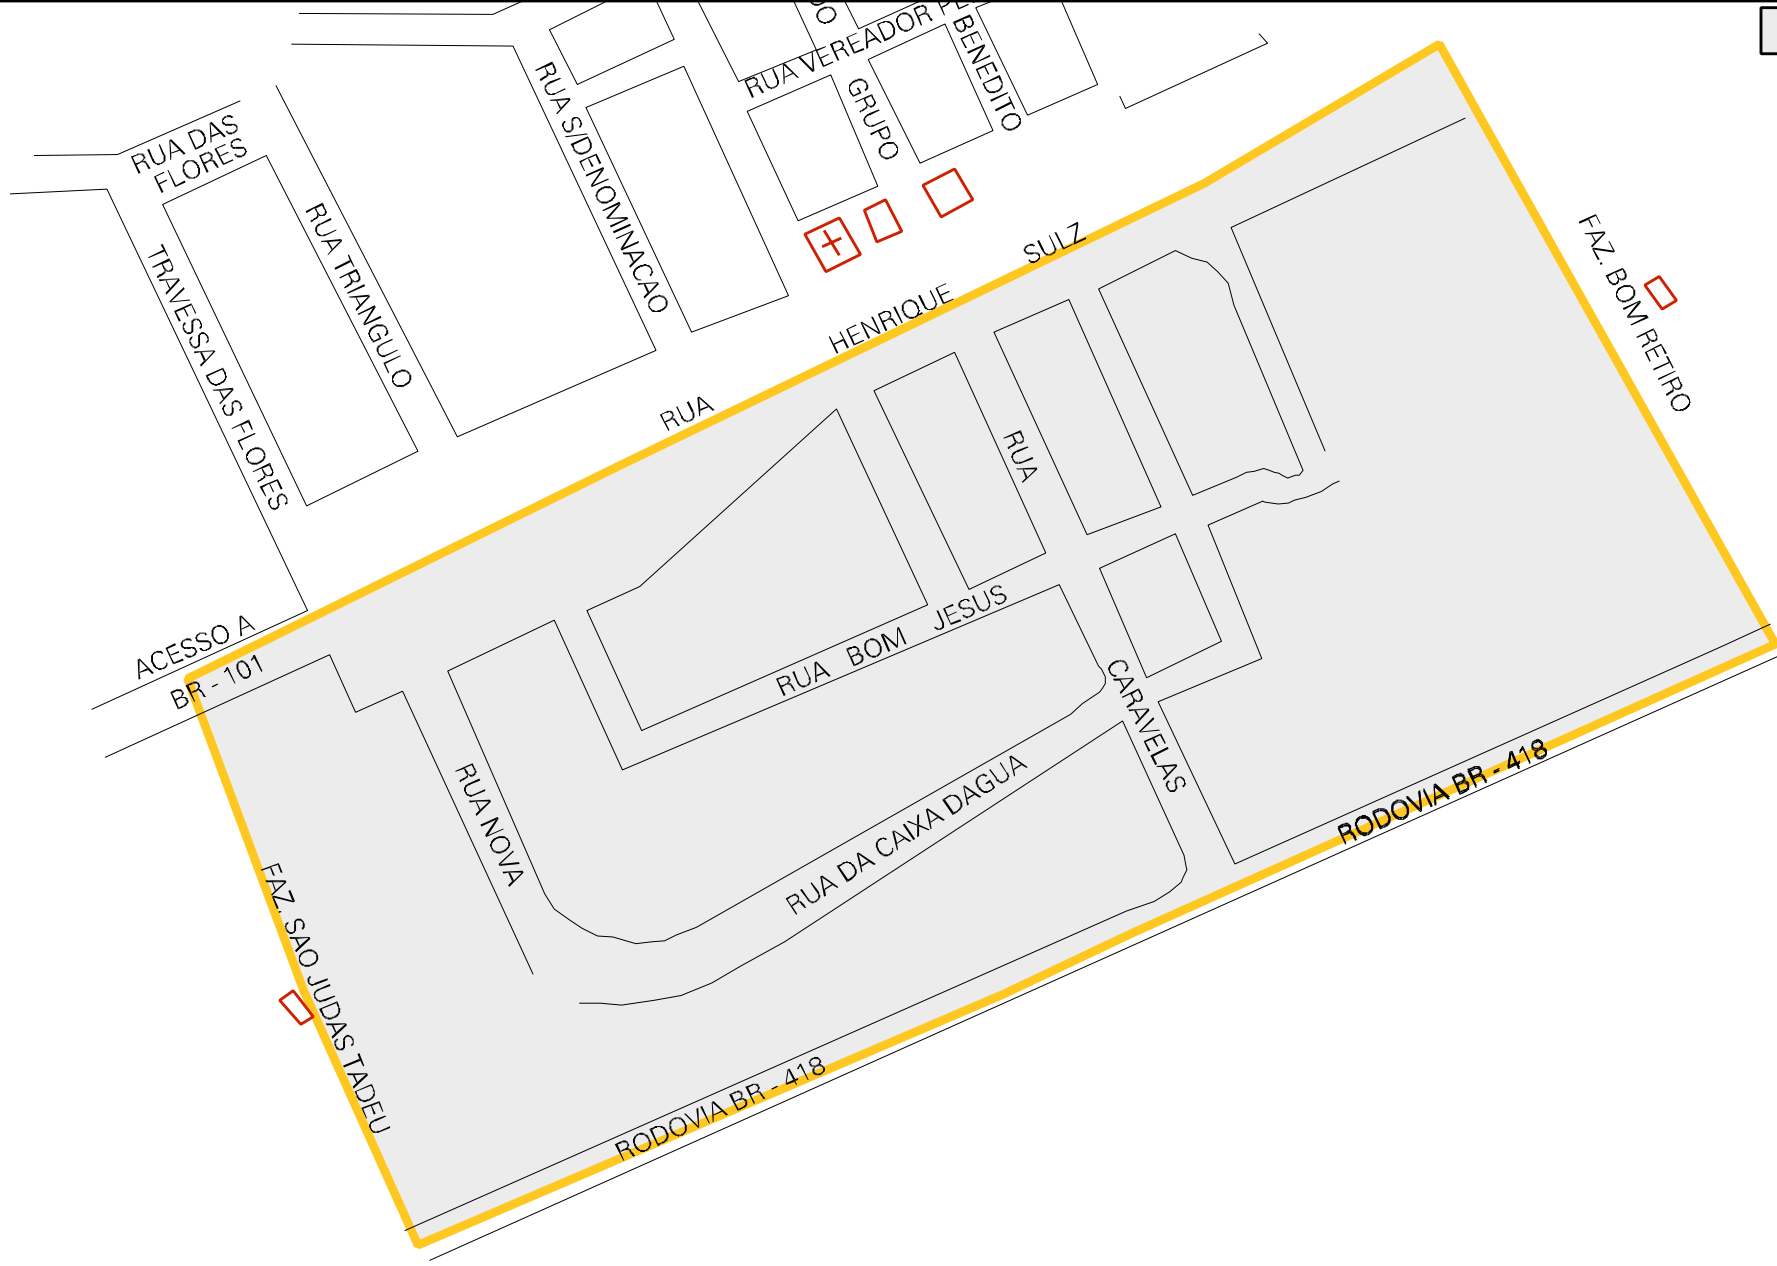 RUA VEREADOR
BENEDITO
GRUPO
RUA S/DENOMINACAO
RUA DAS
FLORES
RUA TRIANGULO
TRAVESSA DAS FLORES
RUA HENRIQUE SULZ
FAZ. BOM RETIRO
RUA
ACESSO A
BR - 101
RUA BOM JESUS
CARAVELAS
RUA NOVA
RUA DA CAIXA DAGUA
RODOVIA BR - 418
FAZ. SAO JUDAS TADEU
RODOVIA BR - 418